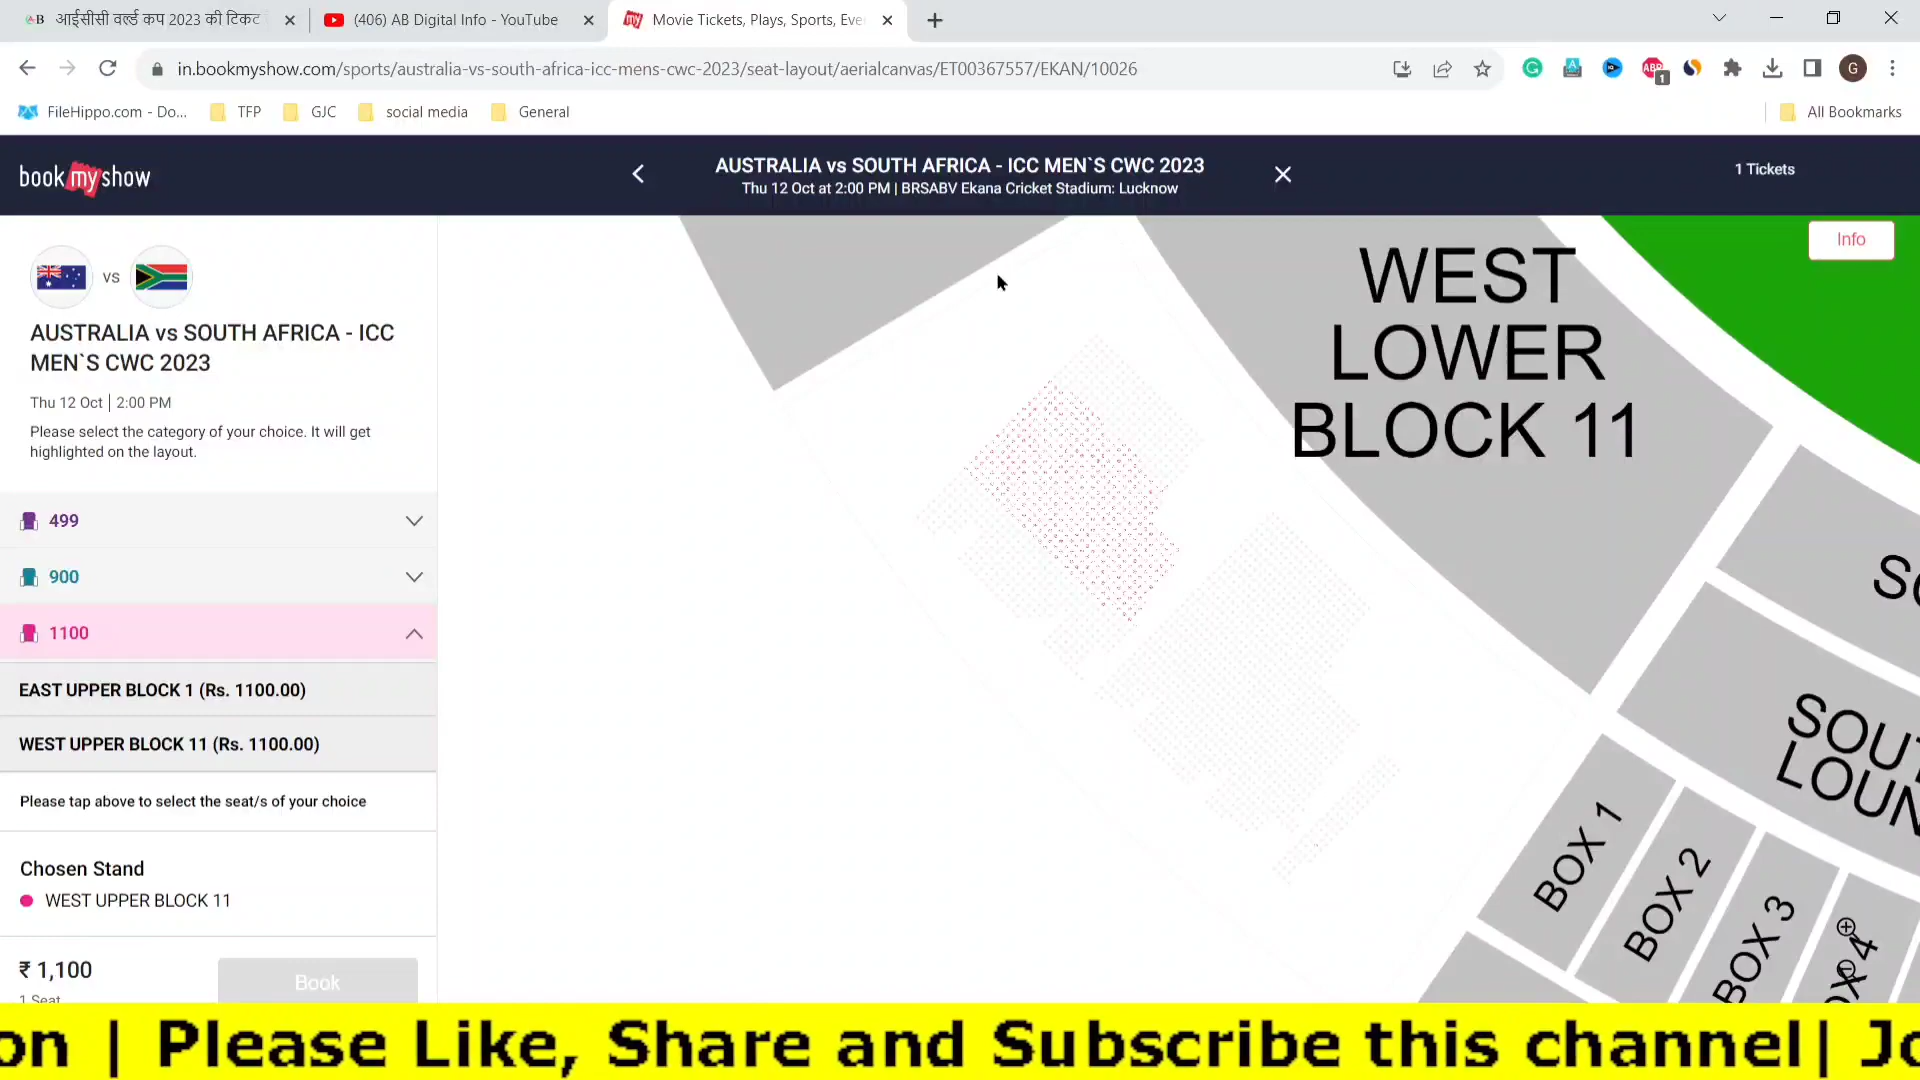 आईसीसी वर्ल्ड कप 2023 की टिकट
(406) AB Digital Info - YouTube
Movie Tickets, Plays, Sports, Eve
in.bookmyshow.com/sports/australia-vs-south-africa-icc-mens-cwc-2023/seat-layout/aerialcanvas/ET00367557/EKAN/10026
ABP
1
G
FileHippo.com - Do...
TFP
GJC
social media
General
All Bookmarks
book my show
AUSTRALIA vs SOUTH AFRICA - ICC MEN`S CWC 2023
Thu 12 Oct at 2:00 PM | BRSABV Ekana Cricket Stadium: Lucknow
1 Tickets
Info
vs
AUSTRALIA vs SOUTH AFRICA - ICC
MEN`S CWC 2023
Thu 12 Oct | 2:00 PM
Please select the category of your choice. It will get
highlighted on the layout.
499
900
1100
EAST UPPER BLOCK 1 (Rs. 1100.00)
WEST UPPER BLOCK 11 (Rs. 1100.00)
Please tap above to select the seat/s of your choice
Chosen Stand
WEST UPPER BLOCK 11
₹ 1,100
1 Seat
Book
WEST
LOWER
BLOCK 11
SO
SOUT
LOUN
BOX 1
BOX 2
BOX 3
BOX 4
on | Please Like, Share and Subscribe this channel| Jo